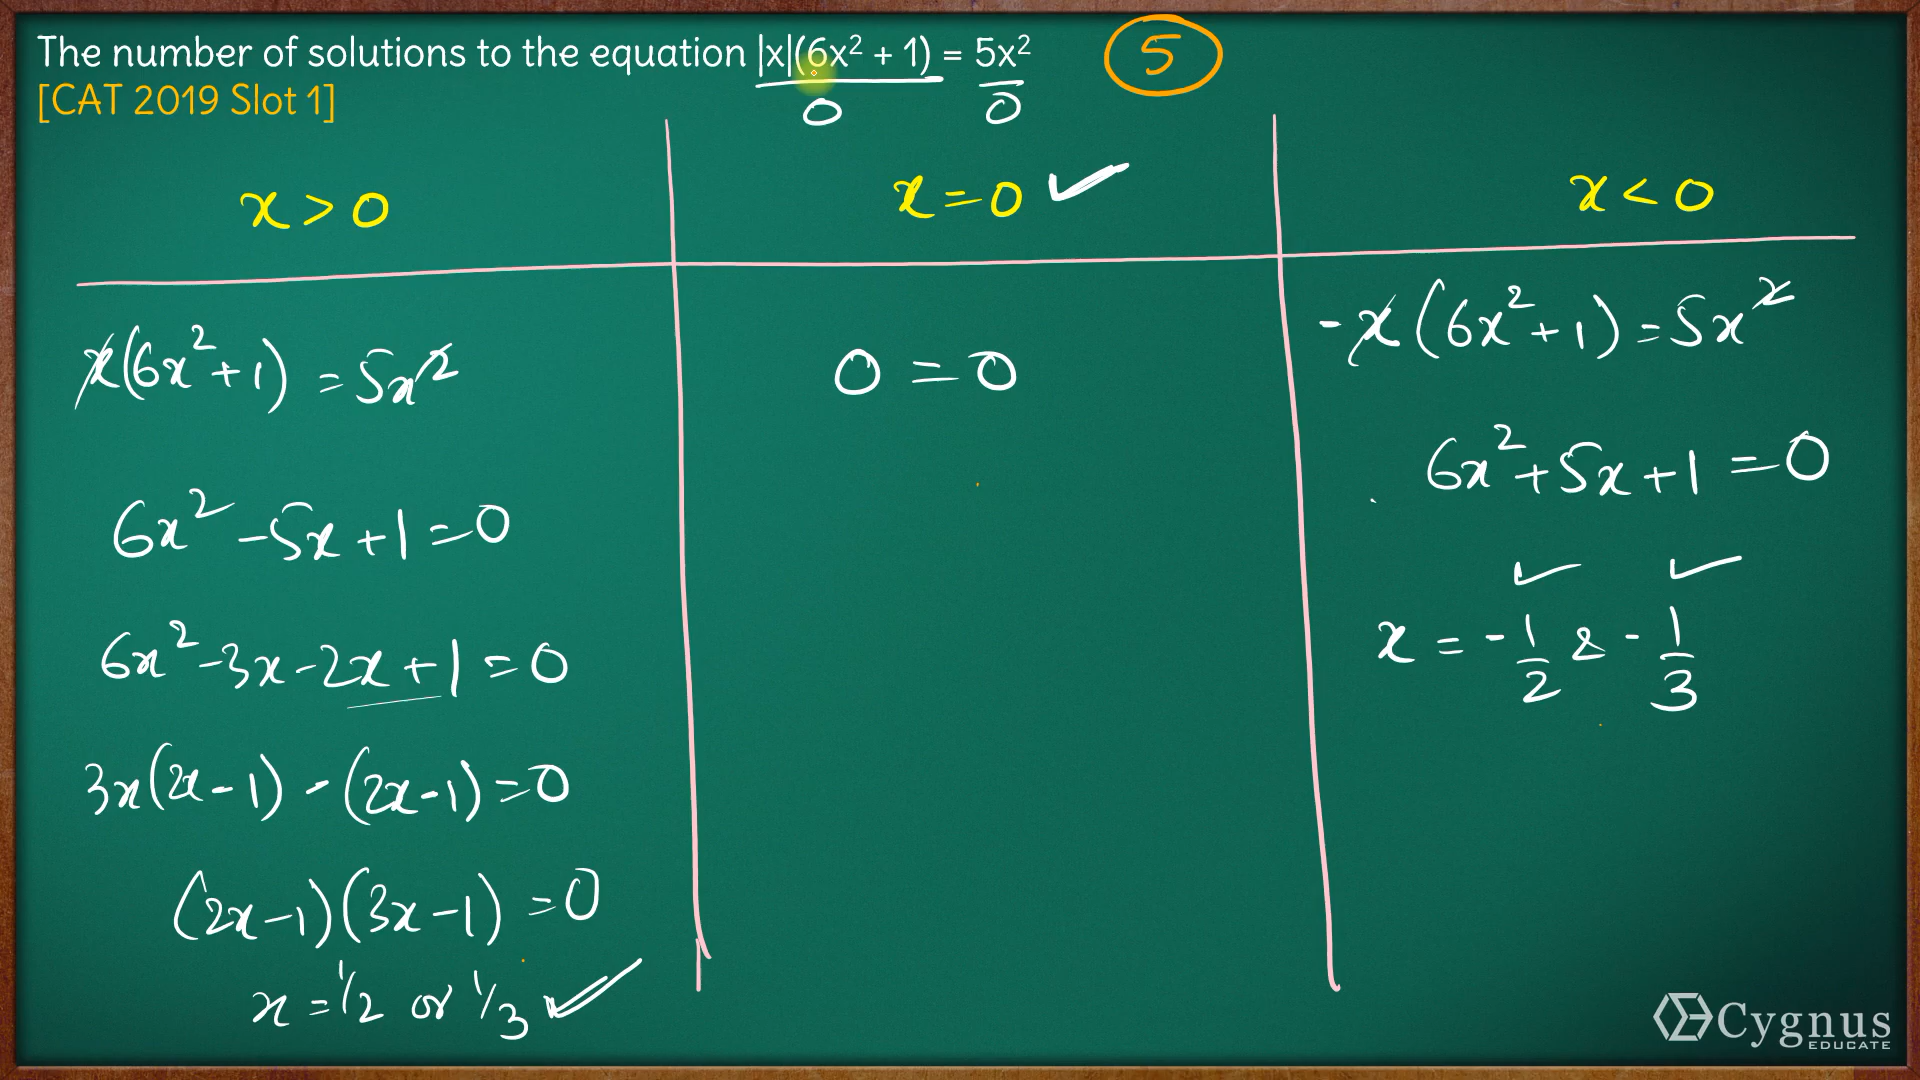 The number of solutions to the equation |x|(6x² + 1) = 5x²
5
[CAT 2019 Slot 1]
0 0
x > 0
x(6x² + 1) = 5x²
6x² - 5x + 1 = 0
6x² - 3x - 2x + 1 = 0
3x(2x - 1) - (2x - 1) = 0
(2x - 1)(3x - 1) = 0
x = 1/2 or 1/3 ✓
x = 0 ✓
0 = 0
x < 0
-x(6x² + 1) = 5x²
6x² + 5x + 1 = 0
✓ ✓
x = -1/2 & -1/3
Cygnus
EDUCATE